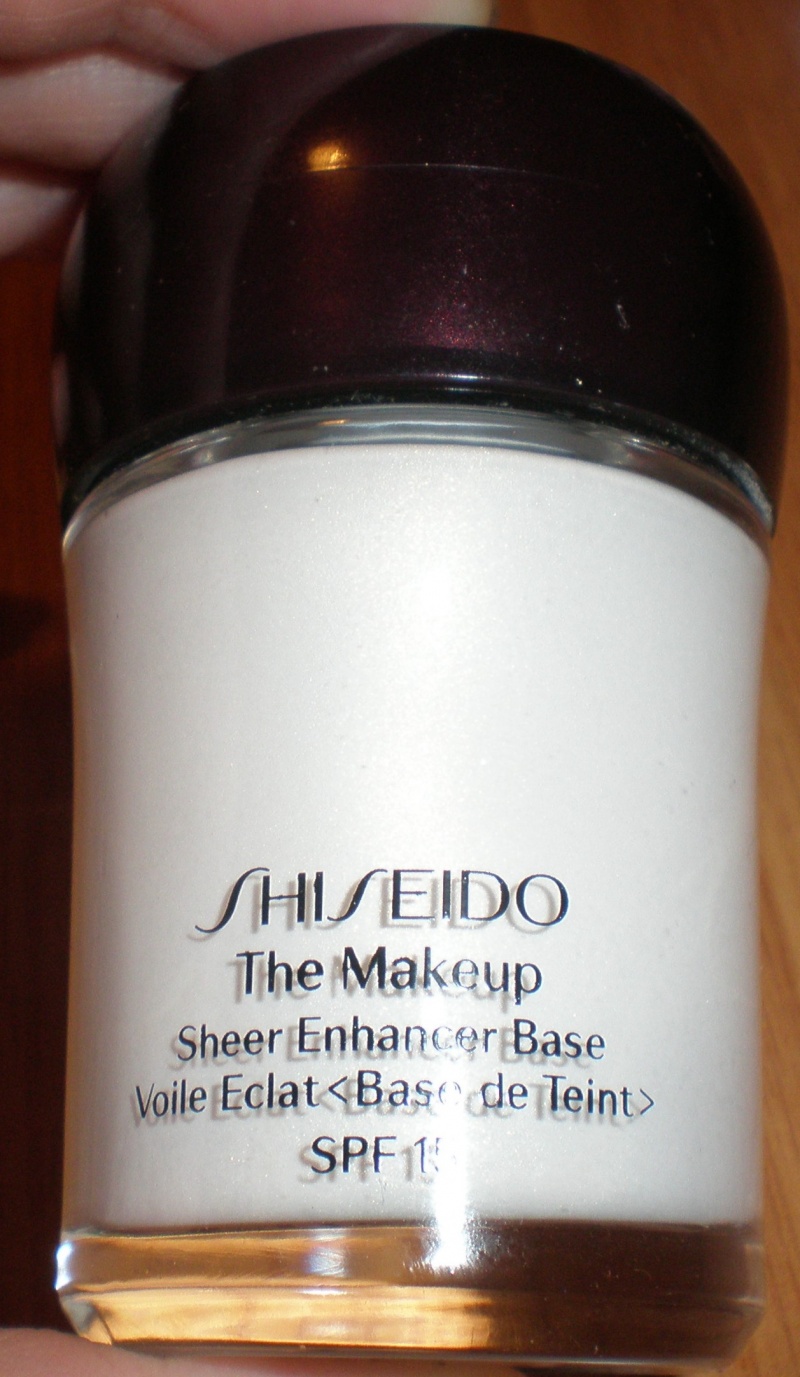 SHISEIDO
The Makeup
Sheer Enhancer Base
Voile Eclat<Base de Teint>
SPF 15